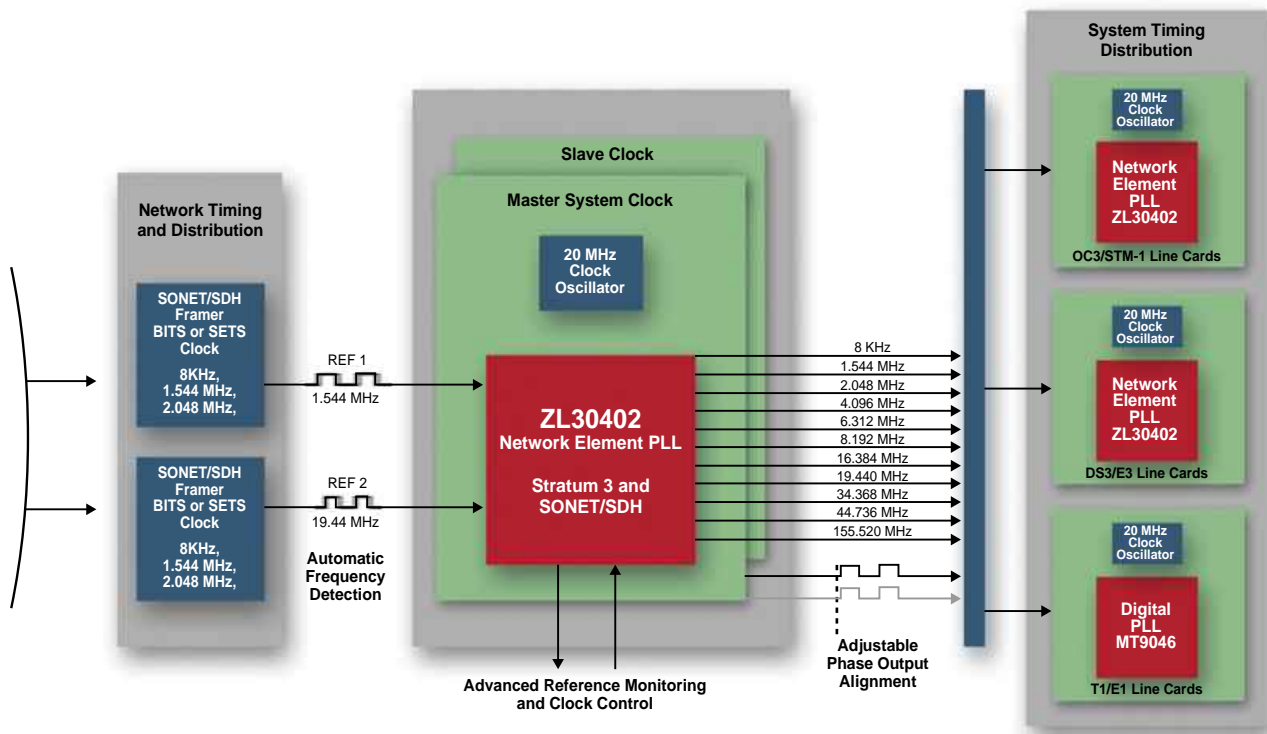 Network Timing
and Distribution
SONET/SDH
Framer
BITS or SETS
Clock
8KHz,
1.544 MHz,
2.048 MHz,
SONET/SDH
Framer
BITS or SETS
Clock
8KHz,
1.544 MHz,
2.048 MHz,
REF 1
1.544 MHz
REF 2
19.44 MHz
Automatic
Frequency
Detection
Slave Clock
Master System Clock
20 MHz
Clock
Oscillator
ZL30402
Network Element PLL
Stratum 3 and
SONET/SDH
Advanced Reference Monitoring
and Clock Control
8 KHz
1.544 MHz
2.048 MHz
4.096 MHz
6.312 MHz
8.192 MHz
16.384 MHz
19.440 MHz
34.368 MHz
44.736 MHz
155.520 MHz
Adjustable
Phase Output
Alignment
System Timing
Distribution
20 MHz
Clock
Oscillator
Network
Element
PLL
ZL30402
OC3/STM-1 Line Cards
20 MHz
Clock
Oscillator
Network
Element
PLL
ZL30402
DS3/E3 Line Cards
20 MHz
Clock
Oscillator
Digital
PLL
MT9046
T1/E1 Line Cards